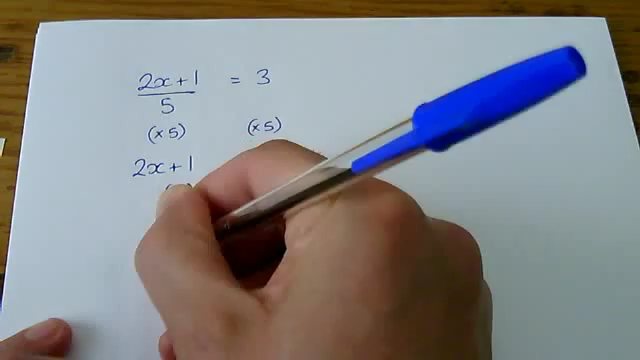 2x+1 = 3
5
(×5) (×5)
2x+1